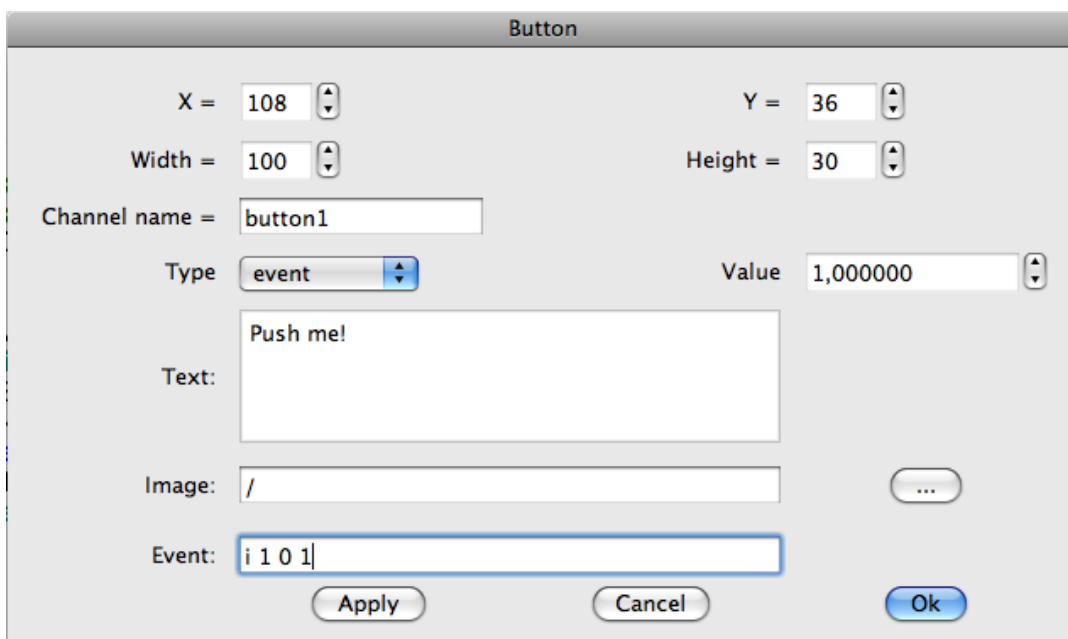 Button
X = 108 Y = 36
Width = 100 Height = 30
Channel name = button1
Type event Value 1,000000
Push me!
Text:
Image: / ...
Event: i 1 0 1
Apply Cancel Ok